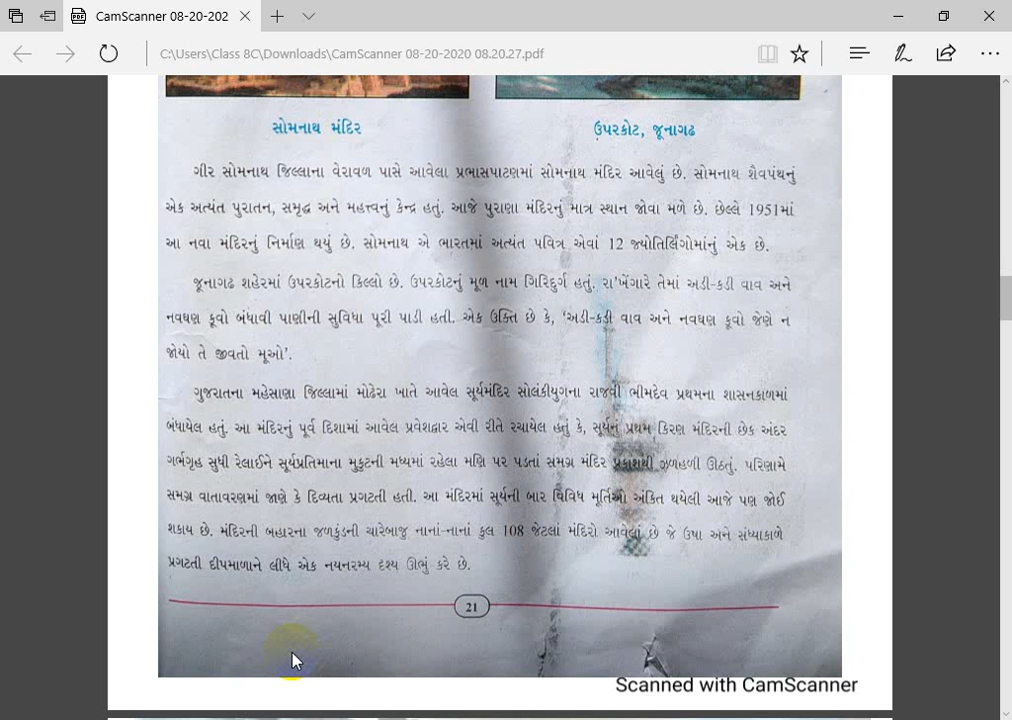 CamScanner 08-20-202
C:\Users\Class 8C\Downloads\CamScanner 08-20-2020 08.20.27.pdf
સોમનાથ મંદિર
ઉપરકોટ, જૂનાગઢ
ગીર સોમનાથ જિલ્લાના વેરાવળ પાસે આવેલા પ્રભાસપાટણમાં સોમનાથ મંદિર આવેલું છે. સોમનાથ શૈવપંથનું
એક અત્યંત પુરાતન, સમૃદ્ધ અને મહત્ત્વનું કેન્દ્ર હતું. આજે પુરાણા મંદિરનું માત્ર સ્થાન જોવા મળે છે. છેલ્લે 1951માં
આ નવા મંદિરનું નિર્માણ થયું છે. સોમનાથ એ ભારતમાં અત્યંત પવિત્ર એવાં 12 જ્યોતિર્લિંગોમાંનું એક છે.
જૂનાગઢ શહેરમાં ઉપરકોટનો કિલ્લો છે. ઉપરકોટનું મૂળ નામ ગિરિદુર્ગ હતું. રા'ખેંગારે તેમાં અડી-કડી વાવ અને
નવઘણ કૂવો બંધાવી પાણીની સુવિધા પૂરી પાડી હતી. એક ઉક્તિ છે કે, ‘અડી-કડી વાવ અને નવઘણ કૂવો જેણે ન
જોયો તે જીવતો મૂઓ’.
ગુજરાતના મહેસાણા જિલ્લામાં મોઢેરા ખાતે આવેલ સૂર્યમંદિર સોલંકીયુગના રાજવી ભીમદેવ પ્રથમના શાસનકાળમાં
બંધાયેલ હતું. આ મંદિરનું પૂર્વ દિશામાં આવેલ પ્રવેશદ્વાર એવી રીતે રચાયેલ હતું કે, સૂર્યનું પ્રથમ કિરણ મંદિરની છેક અંદર
ગર્ભગૃહ સુધી રેલાઈને સૂર્યપ્રતિમાના મુકુટની મધ્યમાં રહેલા મણિ પર પડતાં સમગ્ર મંદિર પ્રકાશથી ઝળહળી ઊઠતું. પરિણામે
સમગ્ર વાતાવરણમાં જાણે કે દિવ્યતા પ્રગટતી હતી. આ મંદિરમાં સૂર્યની બાર વિવિધ મૂર્તિઓ અંકિત થયેલી આજે પણ જોઈ
શકાય છે. મંદિરની બહારના જળકુંડની ચારેબાજુ નાનાં-નાનાં કુલ 108 જેટલાં મંદિરો આવેલાં છે જે ઉષા અને સંધ્યાકાળે
પ્રગટતી દીપમાળાને લીધે એક નયનરમ્ય દૃશ્ય ઊભું કરે છે.
21
Scanned with CamScanner